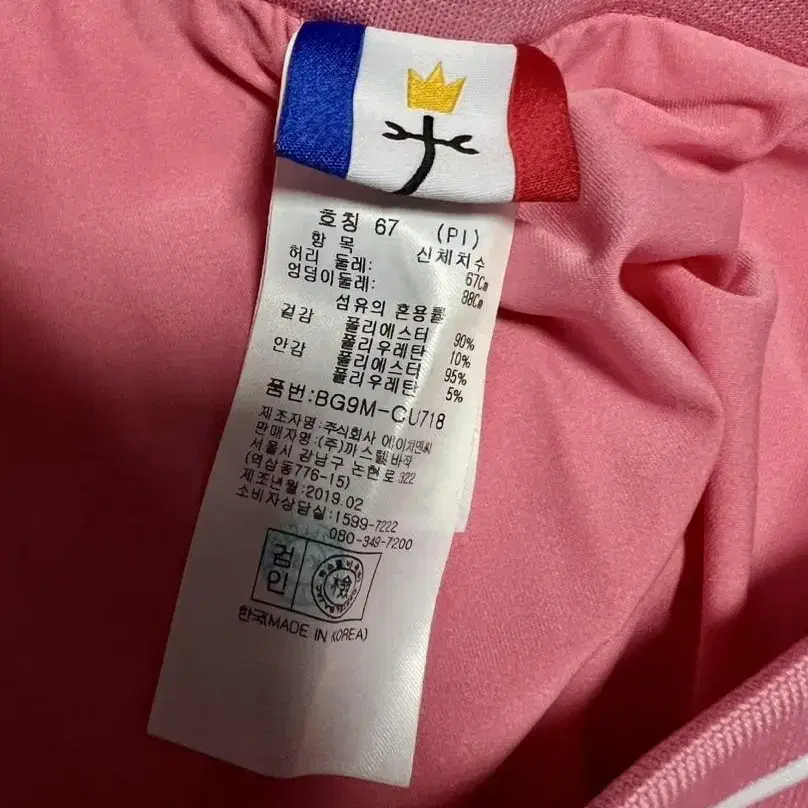 호칭 67 (PI)
항 목 신체치수
허리 둘레: 67Cm
엉덩이둘레: 88Cm
섬유의 혼용률
겉감 폴리에스터 90%
폴리우레탄 10%
안감 폴리에스터 95%
폴리우레탄 5%
품번:BG9M-CU718
제조자명:주식회사 에이치앤씨
판매자명:(주)까스텔바작
서울시 강남구 논현로 322
(역삼동776-15)
제조년월:2019.02
소비자상담실:1599-7222
080-349-7200
검인
檢
한국(MADE IN KOREA)